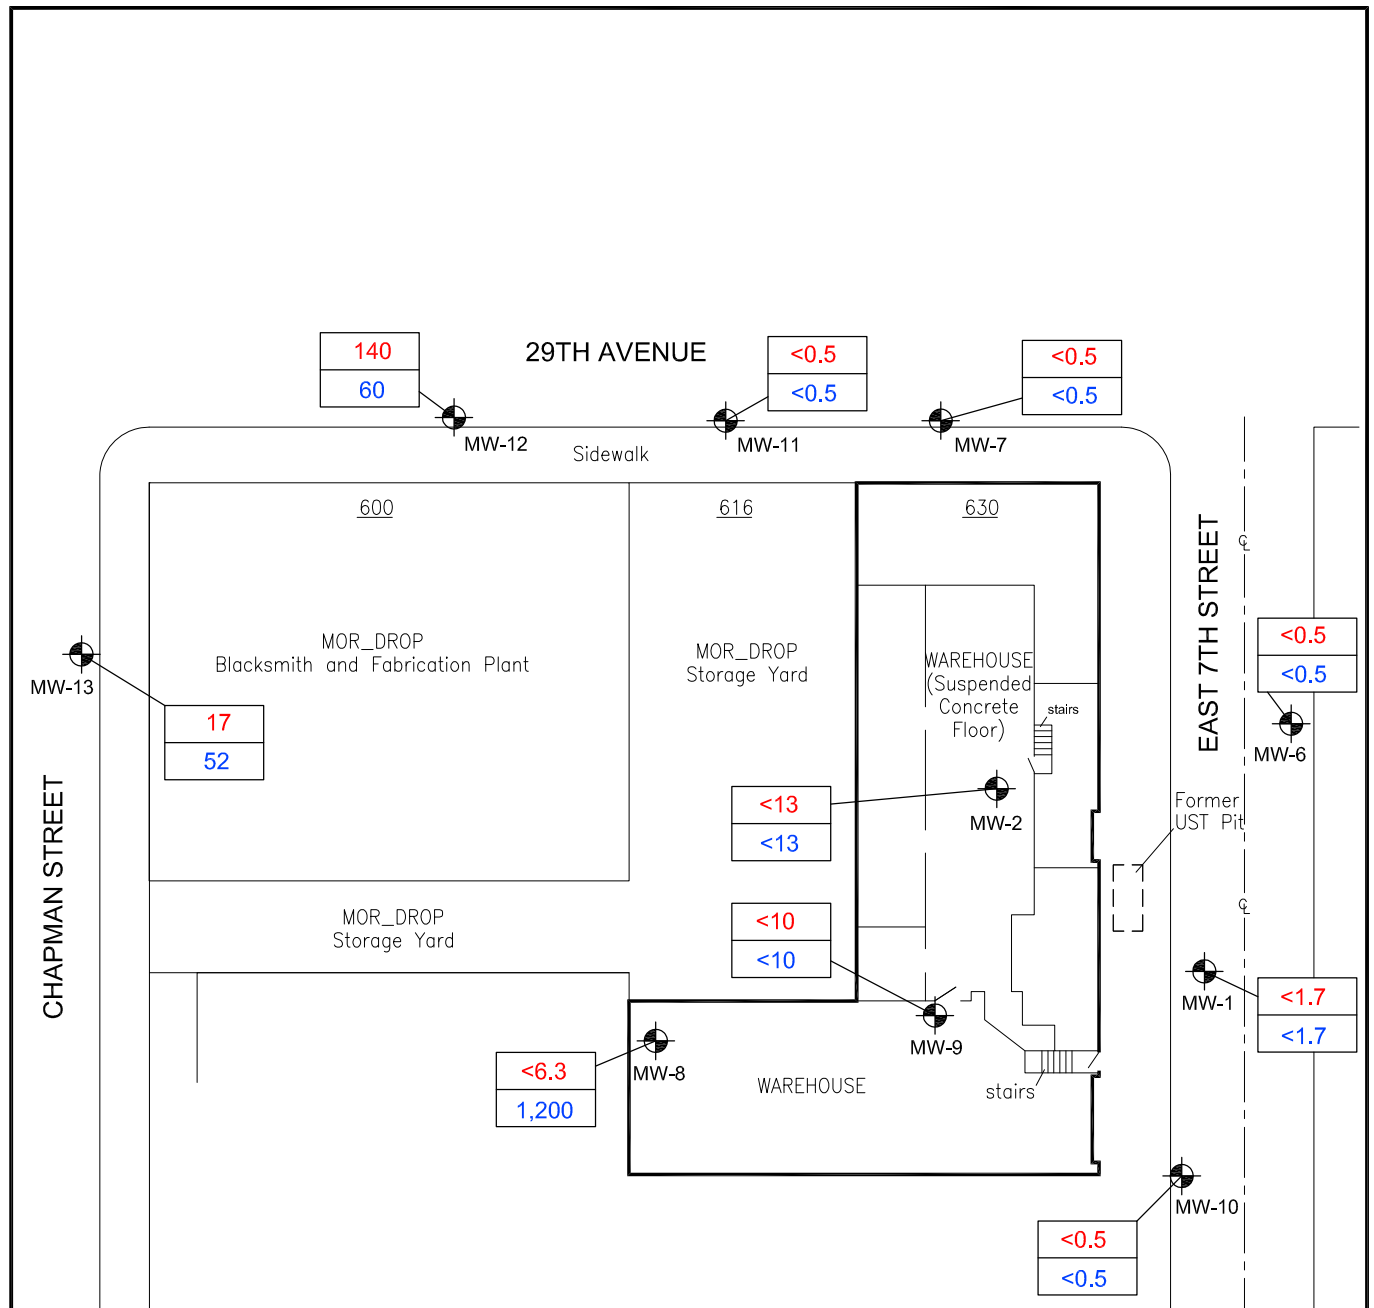 140
60
29TH AVENUE
<0.5
<0.5
<0.5
<0.5
MW-12
MW-11
MW-7
Sidewalk
600
616
630
EAST 7TH STREET
℄
<0.5
<0.5
MW-6
MOR_DROP
Blacksmith and Fabrication Plant
MOR_DROP
Storage Yard
WAREHOUSE
(Suspended
Concrete
Floor)
stairs
MW-13
17
52
CHAPMAN STREET
<13
<13
MW-2
Former
UST Pit
℄
MOR_DROP
Storage Yard
<10
<10
MW-9
MW-1
<1.7
<1.7
MW-8
<6.3
1,200
WAREHOUSE
stairs
MW-10
<0.5
<0.5